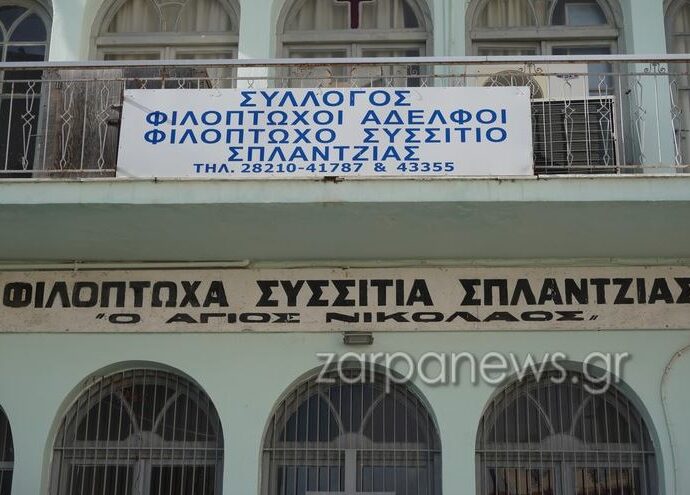 ΣΥΛΛΟΓΟΣ
ΦΙΛΟΠΤΩΧΟΙ ΑΔΕΛΦΟΙ
ΦΙΛΟΠΤΩΧΟ ΣΥΣΣΙΤΙΟ
ΣΠΛΑΝΤΖΙΑΣ
ΤΗΛ. 28210-41787 & 43355
ΦΙΛΟΠΤΩΧΑ ΣΥΣΣΙΤΙΑ ΣΠΛΑΝΤΖΙΑΣ
"Ο ΑΓΙΟΣ ΝΙΚΟΛΑΟΣ"
zarpanews.gr